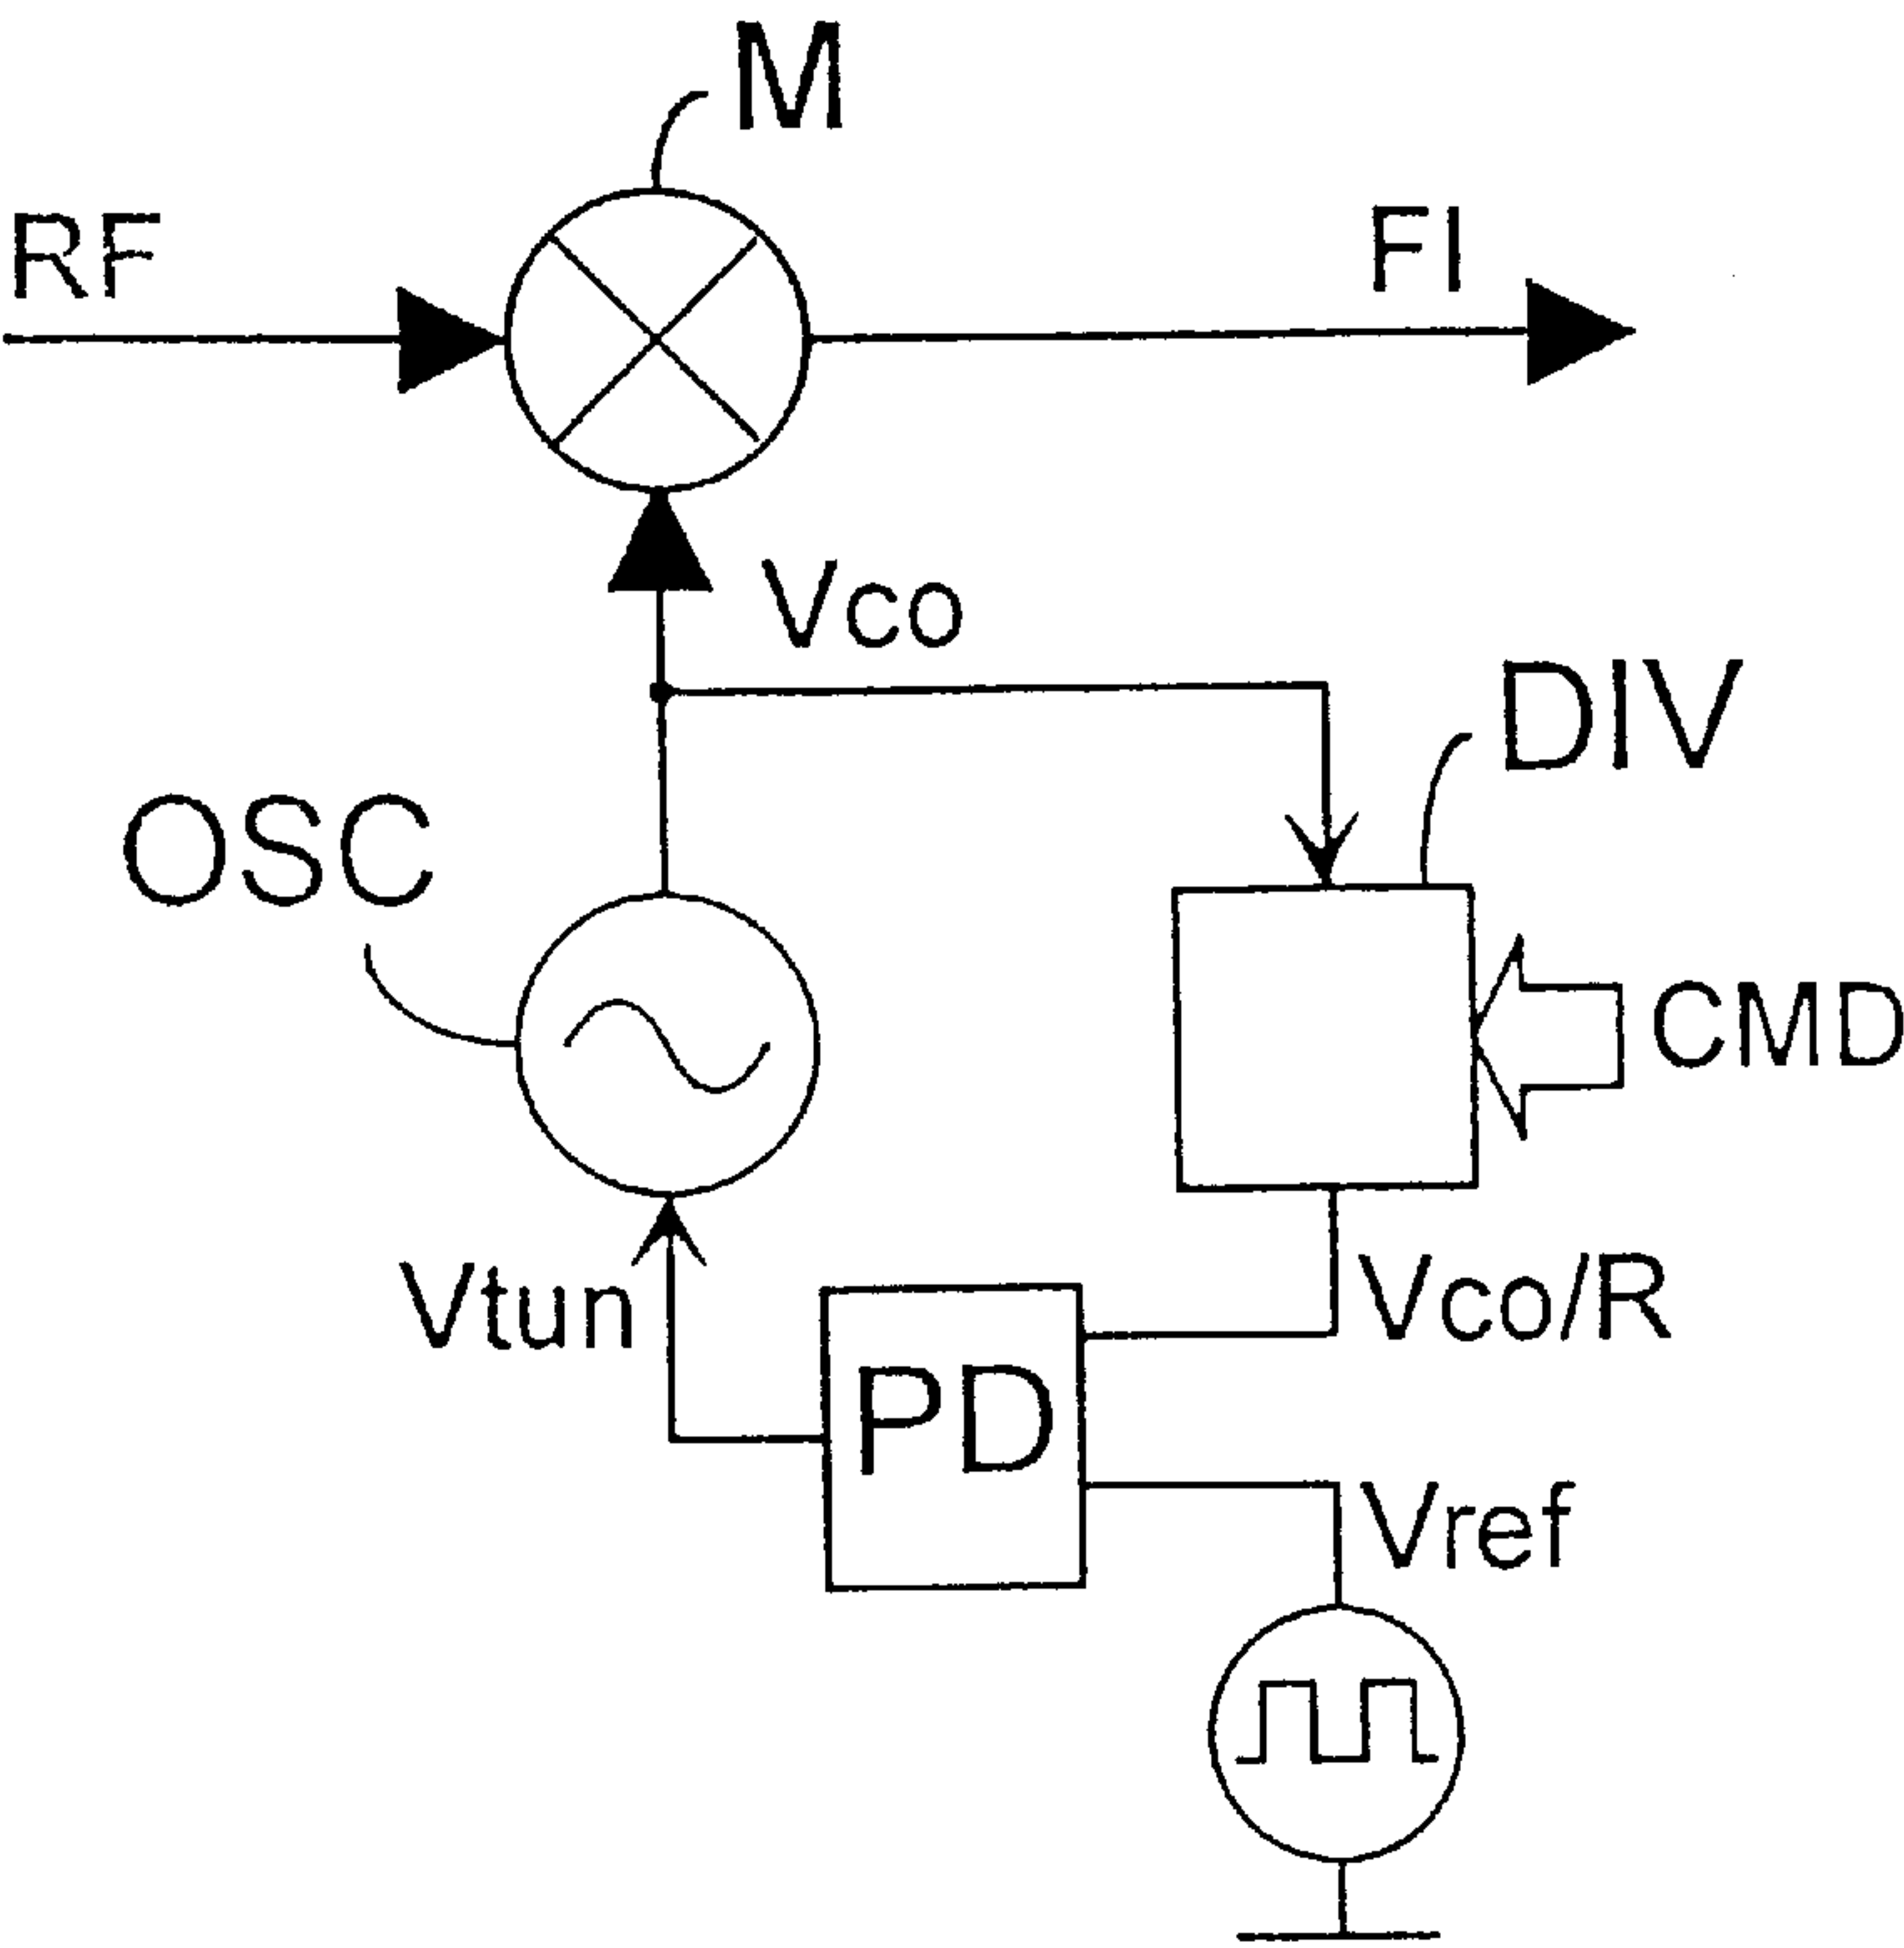 M
RF
FI
Vco
DIV
OSC
CMD
Vtun
Vco/R
PD
Vref